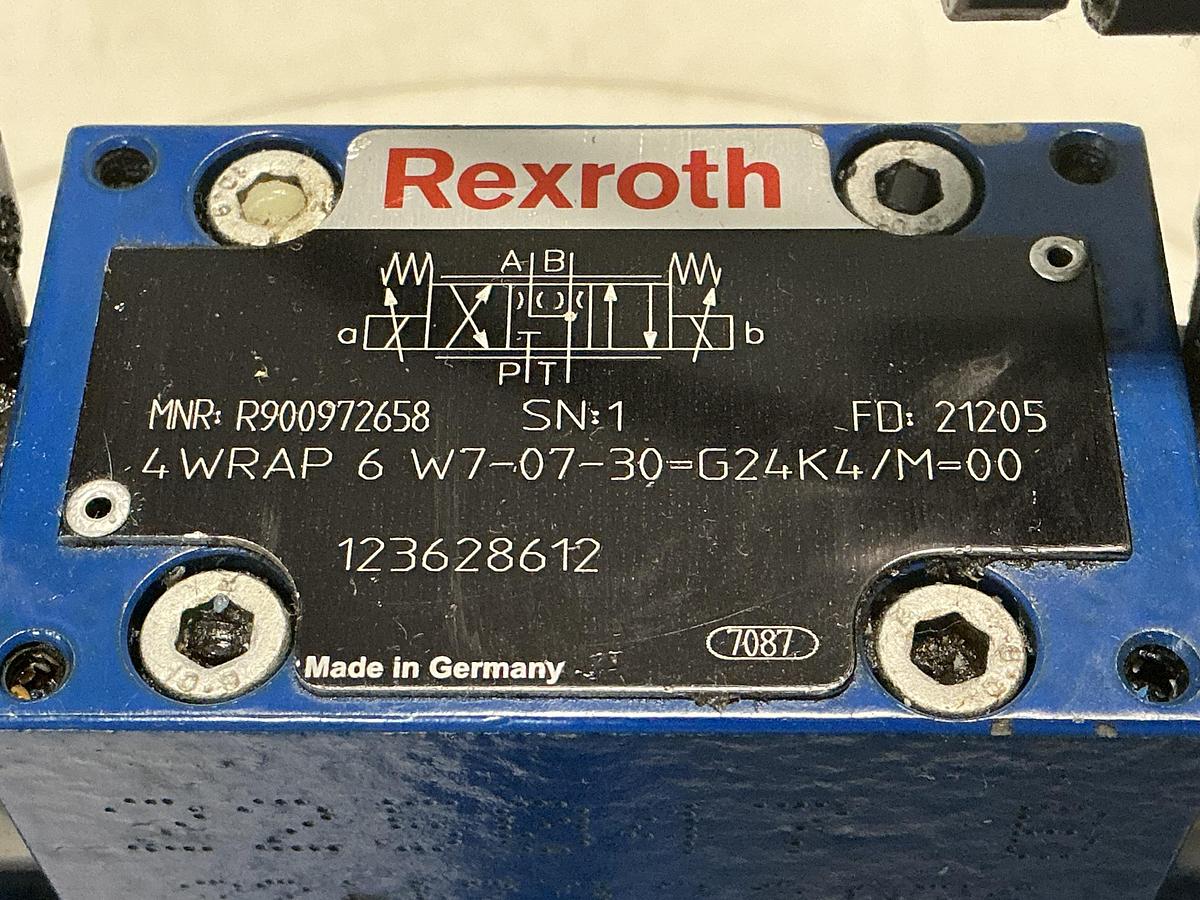 Rexroth
A B
a b
P T
MNR: R900972658 SN:1 FD: 21205
4WRAP 6 W7-07-30=G24K4/M=00
123628612
7087
Made in Germany